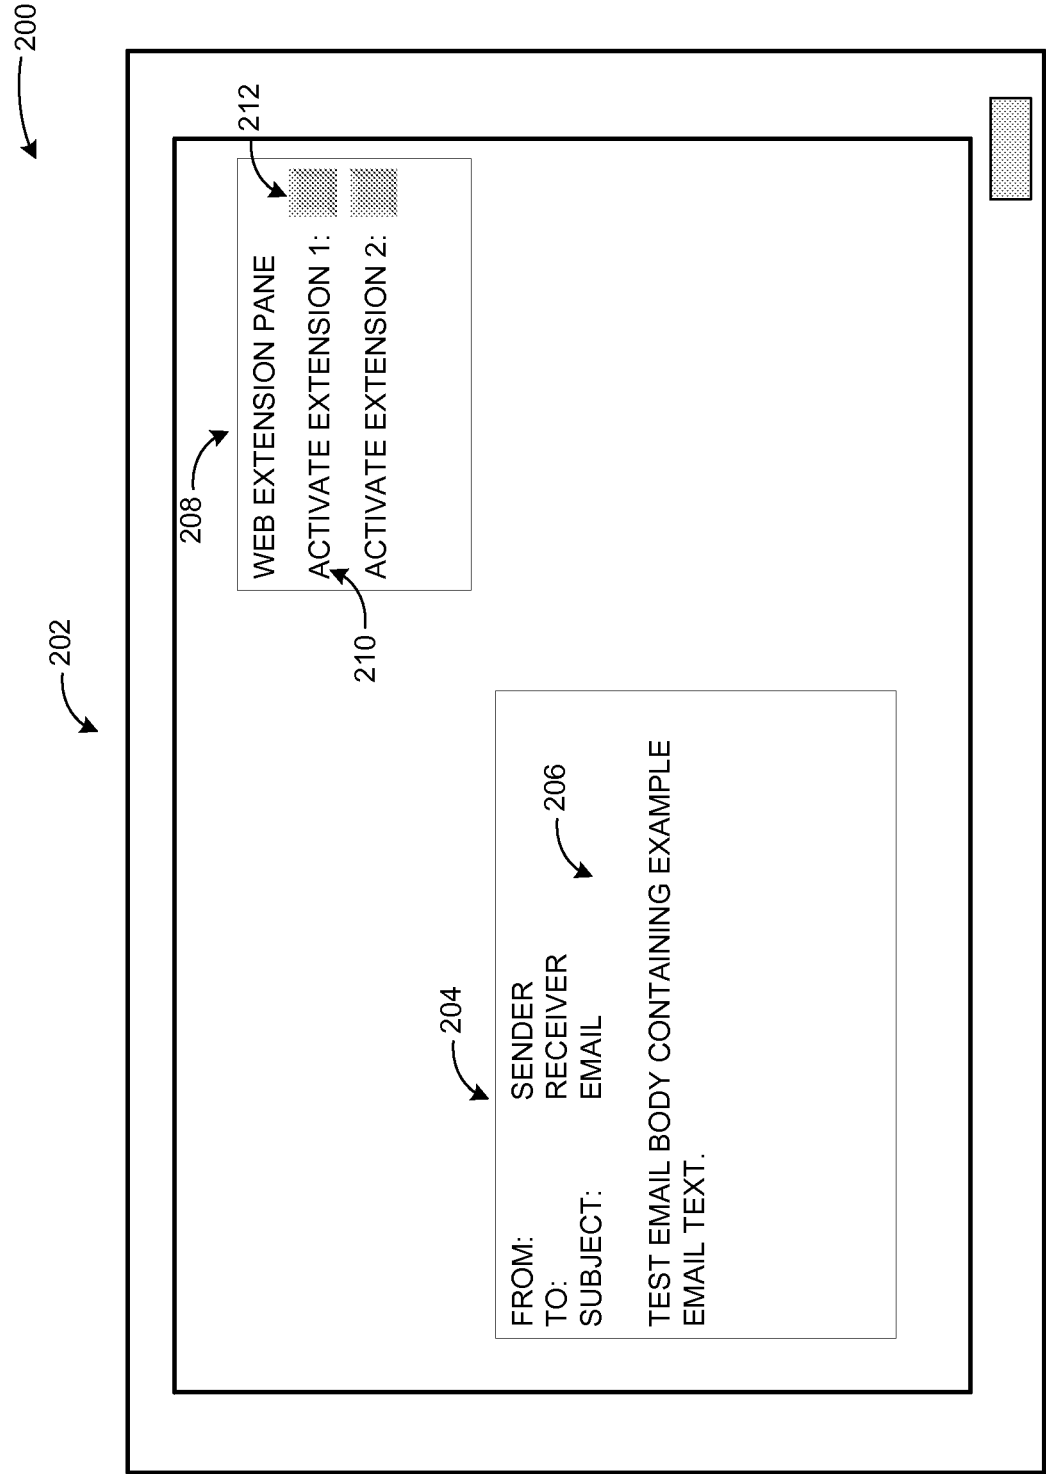 200
202
208
212
WEB EXTENSION PANE
ACTIVATE EXTENSION 1:
ACTIVATE EXTENSION 2:
210
204
206
FROM: SENDER
TO: RECEIVER
SUBJECT: EMAIL
TEST EMAIL BODY CONTAINING EXAMPLE
EMAIL TEXT.